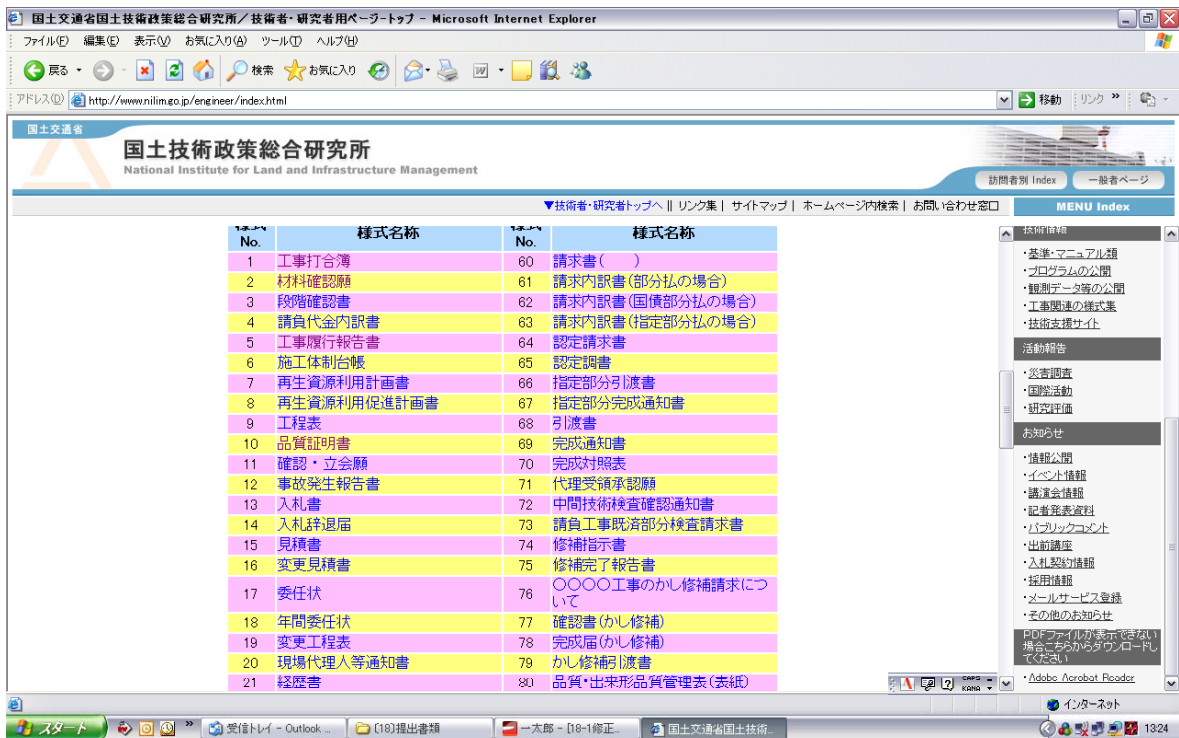 国土交通省国土技術政策総合研究所／技術者・研究者用ページ-トップ - Microsoft Internet Explorer
ファイル(F) 編集(E) 表示(V) お気に入り(A) ツール(T) ヘルプ(H)
戻る 検索 お気に入り
アドレス(D) http://www.nilim.go.jp/engineer/index.html 移動 リンク
国土交通省
国土技術政策総合研究所
National Institute for Land and Infrastructure Management
訪問者別 Index 一般者ページ
▼技術者・研究者トップへ || リンク集 | サイトマップ | ホームページ内検索 | お問い合わせ窓口
MENU Index
様式 No. 様式名称 様式 No. 様式名称
1 工事打合簿 60 請求書( )
2 材料確認願 61 請求内訳書(部分払の場合)
3 段階確認書 62 請求内訳書(国債部分払の場合)
4 請負代金内訳書 63 請求内訳書(指定部分払の場合)
5 工事履行報告書 64 認定請求書
6 施工体制台帳 65 認定調書
7 再生資源利用計画書 66 指定部分引渡書
8 再生資源利用促進計画書 67 指定部分完成通知書
9 工程表 68 引渡書
10 品質証明書 69 完成通知書
11 確認・立会願 70 完成対照表
12 事故発生報告書 71 代理受領承認願
13 入札書 72 中間技術検査確認通知書
14 入札辞退届 73 請負工事既済部分検査請求書
15 見積書 74 修補指示書
16 変更見積書 75 修補完了報告書
17 委任状 76 〇〇〇〇工事のかし修補請求につ
いて
18 年間委任状 77 確認書(かし修補)
19 変更工程表 78 完成届(かし修補)
20 現場代理人等通知書 79 かし修補引渡書
21 経歴書 80 品質・出来形品質管理表(表紙)
技術情報
・基準・マニュアル類
・プログラムの公開
・観測データ等の公開
・工事関連の様式集
・技術支援サイト
活動報告
・災害調査
・国際活動
・研究評価
お知らせ
・情報公開
・イベント情報
・講演会情報
・記者発表資料
・パブリックコメント
・出前講座
・入札契約情報
・採用情報
・メールサービス登録
・その他のお知らせ
PDFファイルが表示できない
場合こちらからダウンロードし
てください
・Adobe Acrobat Reader
A CAPS KANA
インターネット
スタート 受信トレイ - Outlook ... [18]提出書類 一太郎 - [18-1修正... 国土交通省国土技術... 13:24